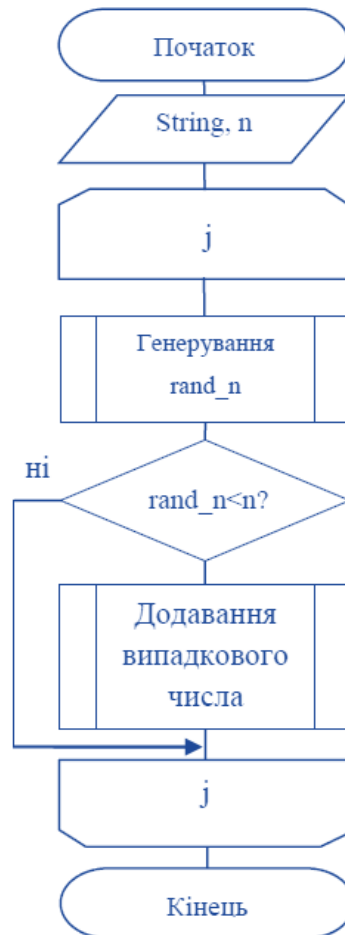 Початок
String, n
j
Генерування
rand_n
ні
rand_n<n?
Додавання
випадкового
числа
j
Кінець